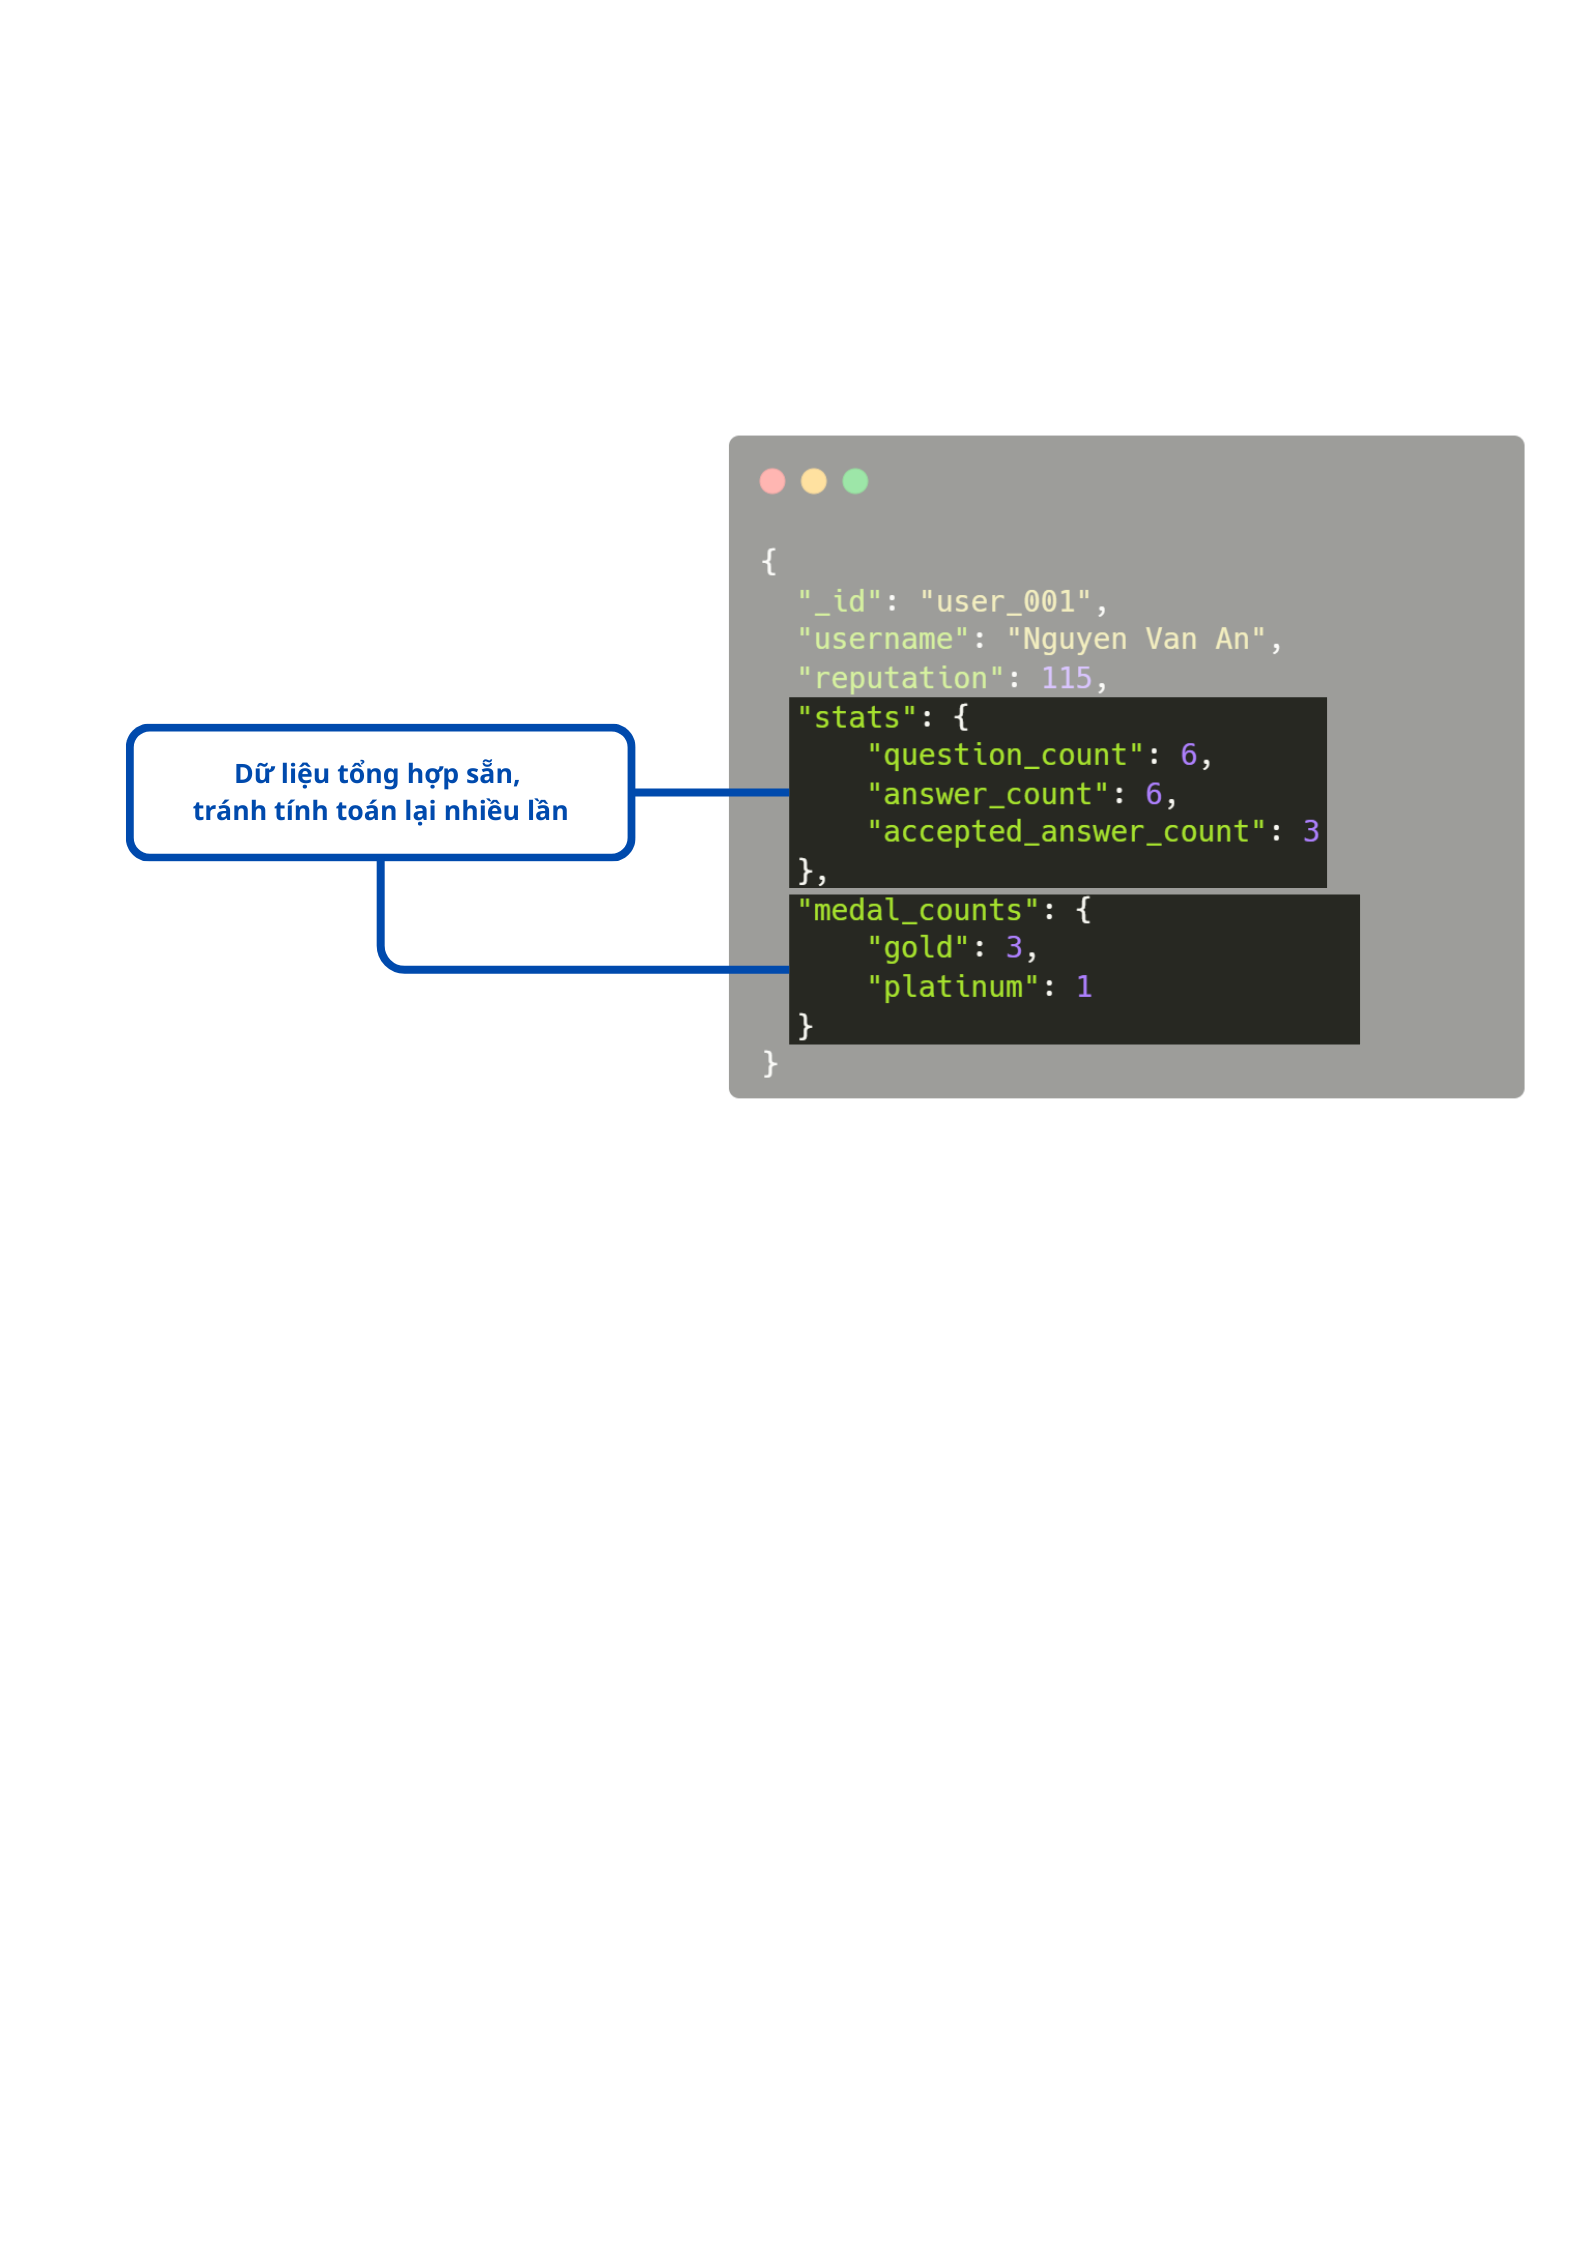 Dữ liệu tổng hợp sẵn,
tránh tính toán lại nhiều lần
{
"_id": "user_001",
"username": "Nguyen Van An",
"reputation": 115,
"stats": {
"question_count": 6,
"answer_count": 6,
"accepted_answer_count": 3
},
"medal_counts": {
"gold": 3,
"platinum": 1
}
}